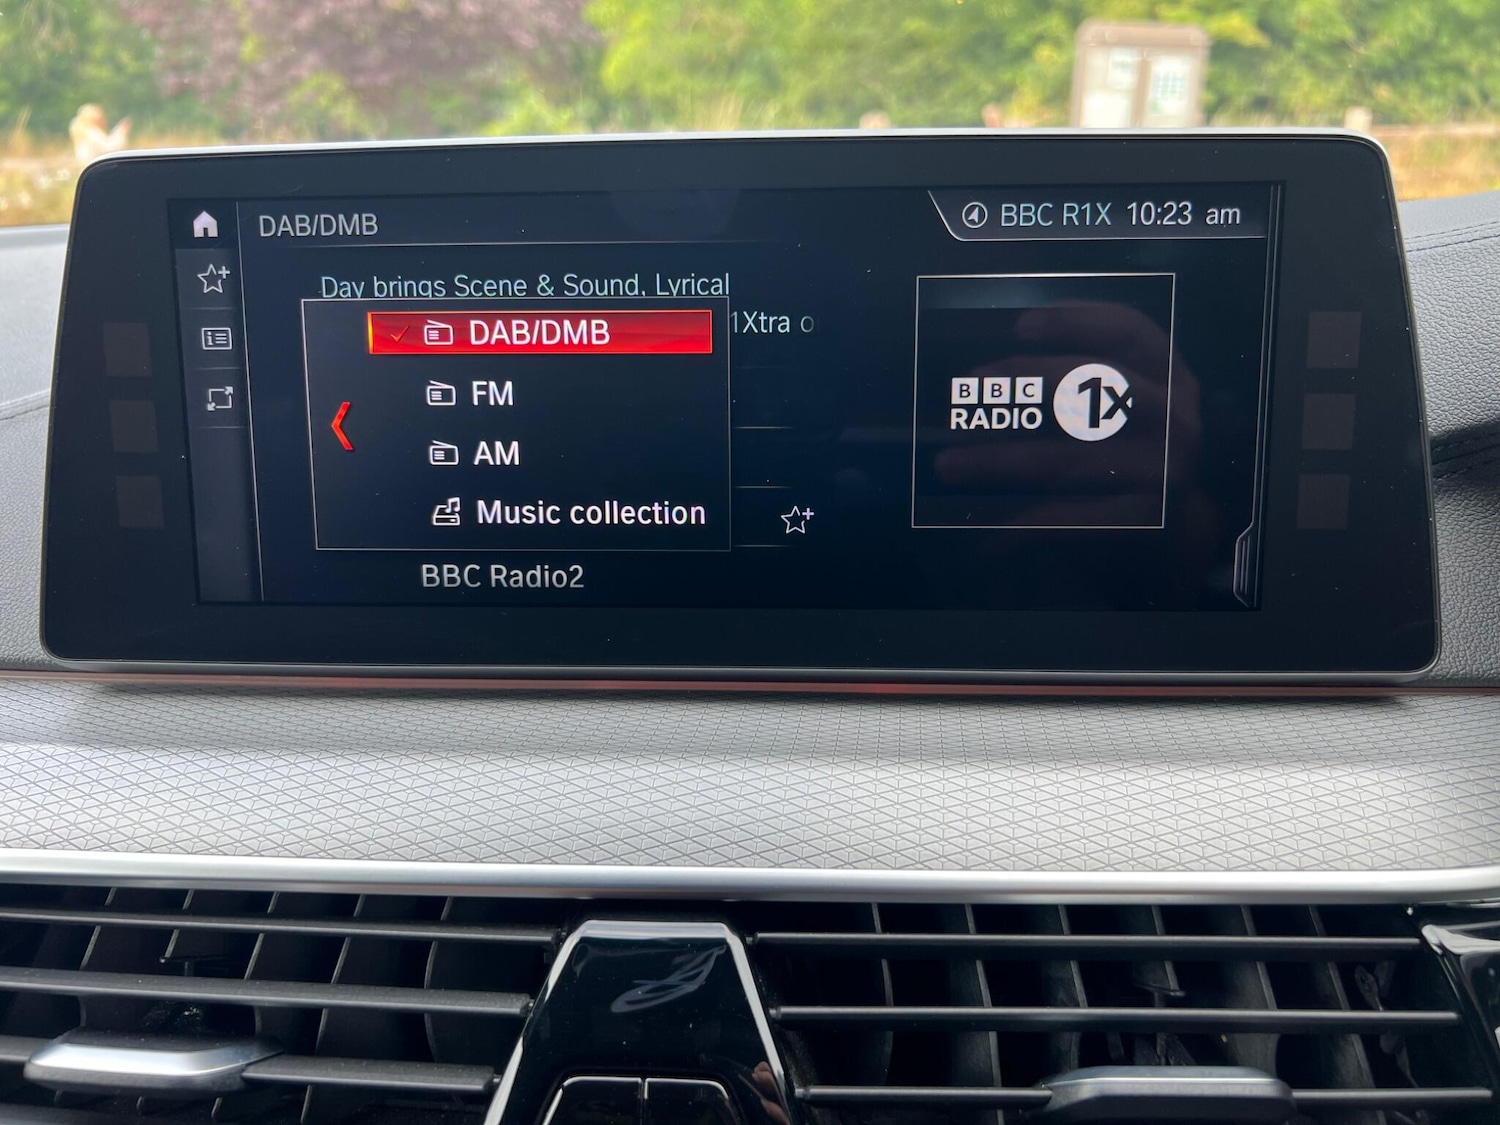 DAB/DMB
BBC R1X 10:23 am
Day brings Scene & Sound, Lyrical
1Xtra o
DAB/DMB
FM
AM
Music collection
BBC Radio2
BBC
RADIO 1X